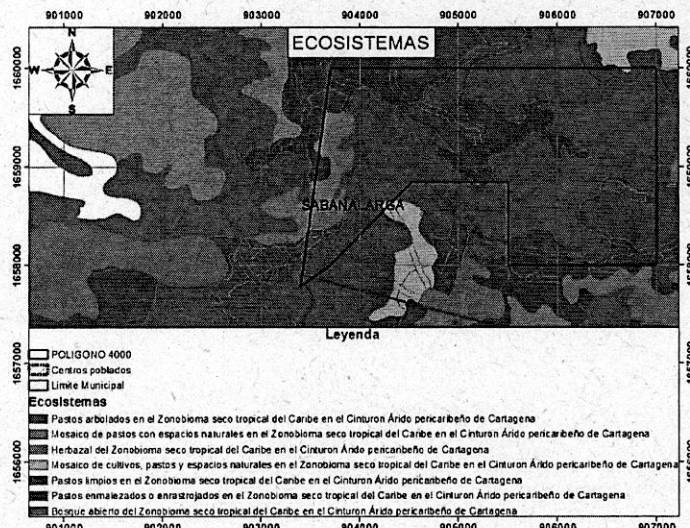 901000 902000 903000 904000 905000 906000 907000
N
W E
S
ECOSISTEMAS
1660000 1660000
1659000 1659000
SABANALARGA
1658000 1658000
Leyenda
1657000 1657000
POLIGONO 4000
Centros poblados
Limite Municipal
Ecosistemas
Pastos arbolados en el Zonobioma seco tropical del Caribe en el Cinturon Árido pericaribeño de Cartagena
Mosaico de pastos con espacios naturales en el Zonobioma seco tropical del Caribe en el Cinturon Árido pericaribeño de Cartagena
Herbazal del Zonobioma seco tropical del Caribe en el Cinturon Árido pericaribeño de Cartagena
Mosaico de cultivos, pastos y espacios naturales en el Zonobioma seco tropical del Caribe en el Cinturon Árido pericaribeño de Cartagena
1656000 1656000
Pastos limpios en el Zonobioma seco tropical del Caribe en el Cinturon Árido pericaribeño de Cartagena
Pastos enmalezados o enrastrojados en el Zonobioma seco tropical del Caribe en el Cinturon Árido pericaribeño de Cartagena
Bosque abierto del Zonobioma seco tropical del Caribe en el Cinturon Árido pericaribeño de Cartagena
901000 902000 903000 904000 905000 906000 907000